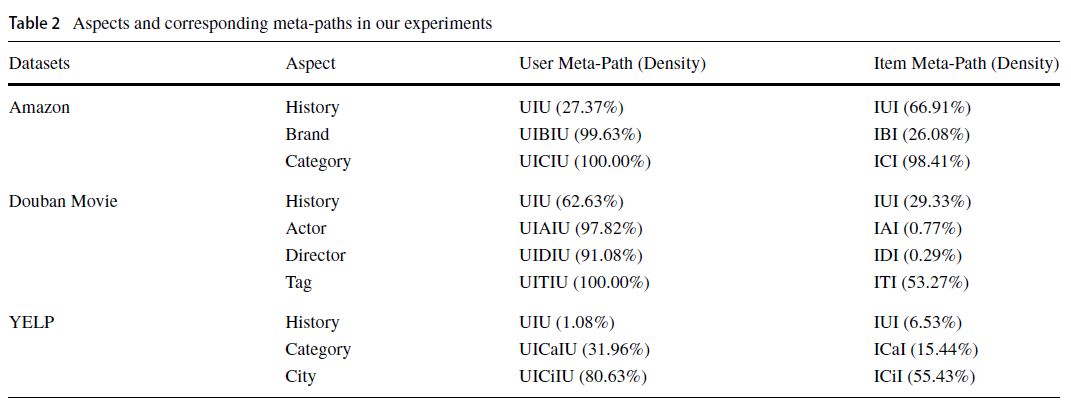 Table 2 Aspects and corresponding meta-paths in our experiments
Datasets Aspect User Meta-Path (Density) Item Meta-Path (Density)
Amazon History UIU (27.37%) IUI (66.91%)
Brand UIBIU (99.63%) IBI (26.08%)
Category UICIU (100.00%) ICI (98.41%)
Douban Movie History UIU (62.63%) IUI (29.33%)
Actor UIAIU (97.82%) IAI (0.77%)
Director UIDIU (91.08%) IDI (0.29%)
Tag UITIU (100.00%) ITI (53.27%)
YELP History UIU (1.08%) IUI (6.53%)
Category UICaIU (31.96%) ICaI (15.44%)
City UICiIU (80.63%) ICiI (55.43%)